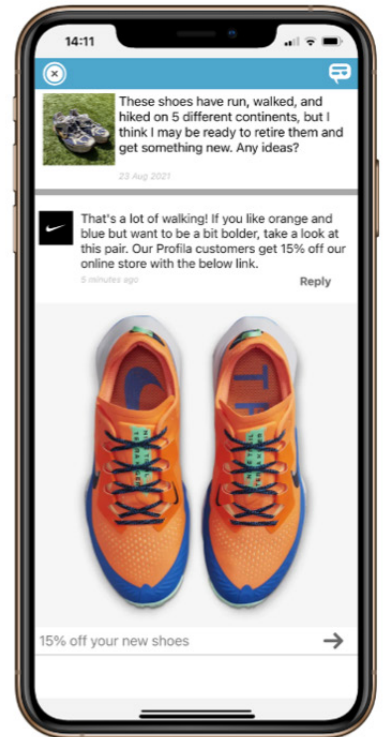 14:11
These shoes have run, walked, and
hiked on 5 different continents, but I
think I may be ready to retire them and
get something new. Any ideas?
23 Aug 2021
That's a lot of walking! If you like orange and
blue but want to be a bit bolder, take a look at
this pair. Our Profila customers get 15% off our
online store with the below link.
5 minutes ago
Reply
15% off your new shoes